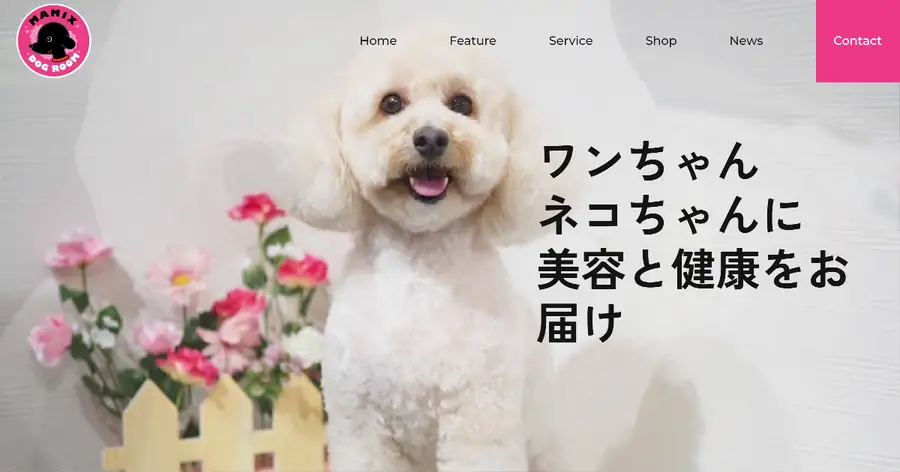 MAMIX
DOG ROOM
Home
Feature
Service
Shop
News
Contact
ワンちゃん
ネコちゃんに
美容と健康をお
届け